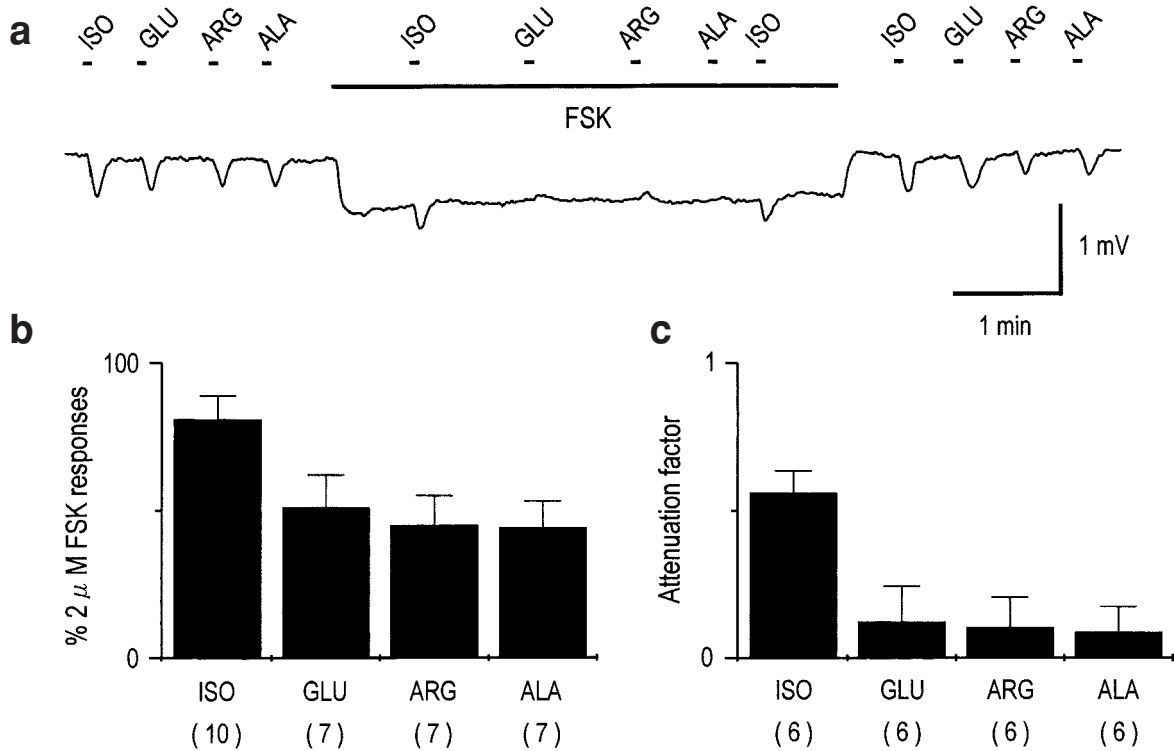 a
ISO GLU ARG ALA ISO GLU ARG ALA ISO ISO GLU ARG ALA
FSK
1 mV
1 min
b
100
0
% 2 μ M FSK responses
ISO GLU ARG ALA
( 10 ) ( 7 ) ( 7 ) ( 7 )
c
1
0
Attenuation factor
ISO GLU ARG ALA
( 6 ) ( 6 ) ( 6 ) ( 6 )